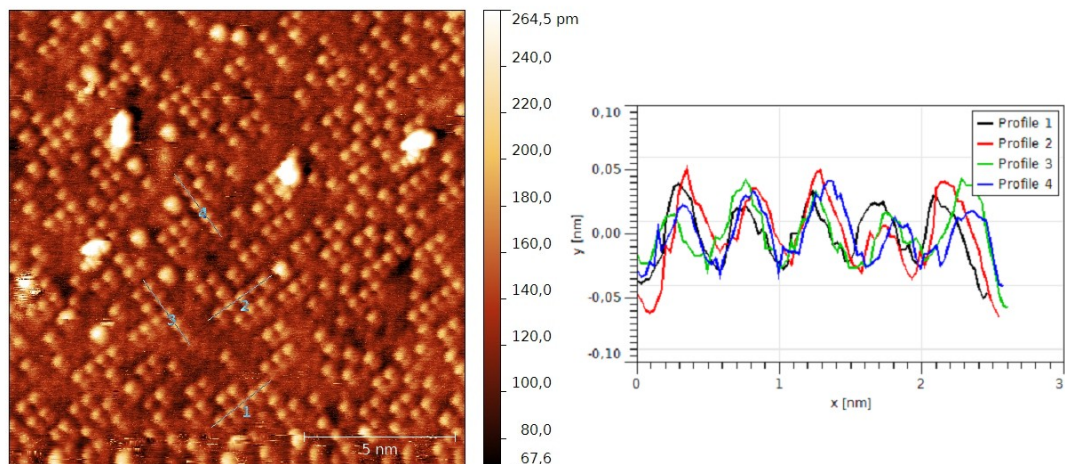 264,5 pm
240,0
220,0
200,0
180,0
160,0
140,0
120,0
100,0
80,0
67,6
4
2
3
1
5 nm
0,10
0.05
0.00
-0.05
-0.10
y [nm]
0
1
2
3
x [nm]
Profile 1
Profile 2
Profile 3
Profile 4